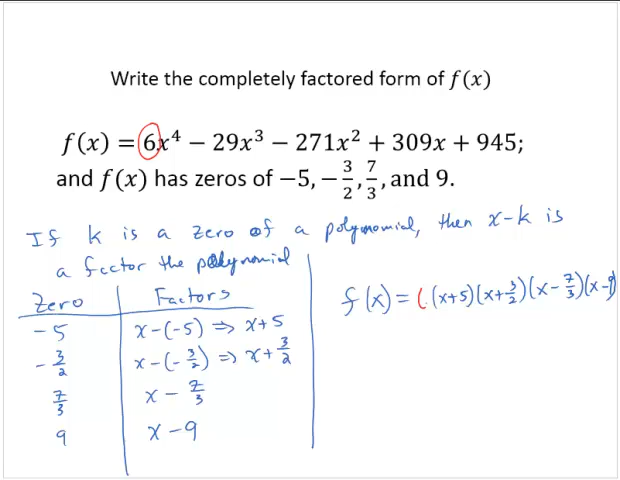 Write the completely factored form of f(x)
f(x) = 6x⁴ − 29x³ − 271x² + 309x + 945;
and f(x) has zeros of −5, −3/2, 7/3, and 9.
If k is a zero of a polynomial, then x-k is
a factor the polynomial
Zero Factors
-5 x-(-5) ⇒ x+5
-3/2 x-(-3/2) ⇒ x+3/2
7/3 x - 7/3
9 x-9
f(x) = (. (x+5)(x+3/2)(x-7/3)(x-9)